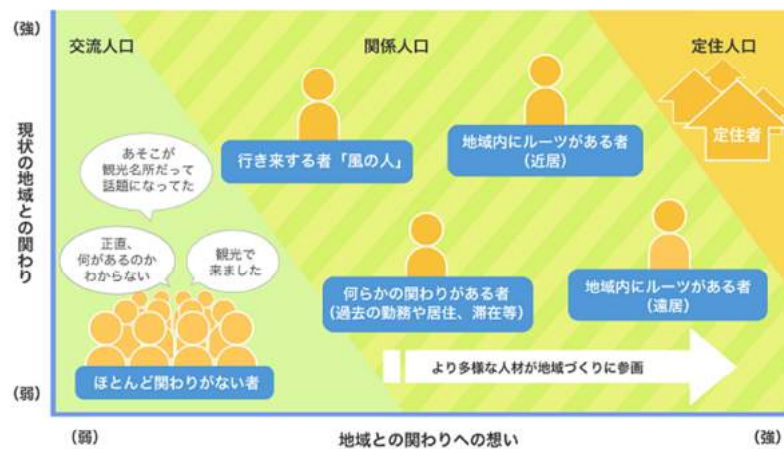 （強）
交流人口
関係人口
定住人口
現状の地域との関わり
定住者
行き来する者「風の人」
地域内にルーツがある者
（近居）
あそこが
観光名所だって
話題になってた
正直、
何があるのか
わからない
観光で
来ました
何らかの関わりがある者
（過去の勤務や居住、滞在等）
地域内にルーツがある者
（遠居）
ほとんど関わりがない者
より多様な人材が地域づくりに参画
（弱）
（弱）
地域との関わりへの想い
（強）